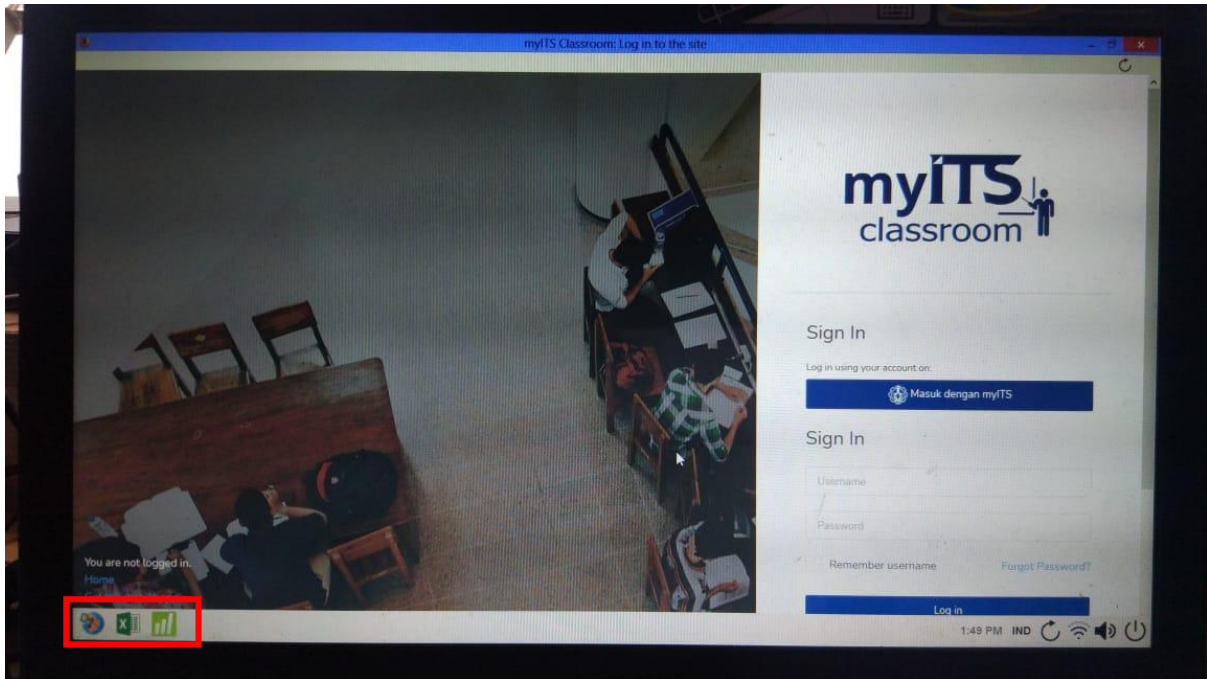 myITS Classroom: Log in to the site
myITS
classroom
Sign In
Log in using your account on:
Masuk dengan myITS
Sign In
Username
Password
Remember username
Forgot Password?
Log in
You are not logged in.
Home
1:49 PM IND